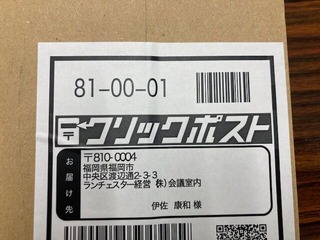 81-00-01
クリックポスト
お届け先
〒810-0004
福岡県福岡市
中央区渡辺通2-3-3
ランチェスター経営 (株)会議室内
伊佐 康和 様